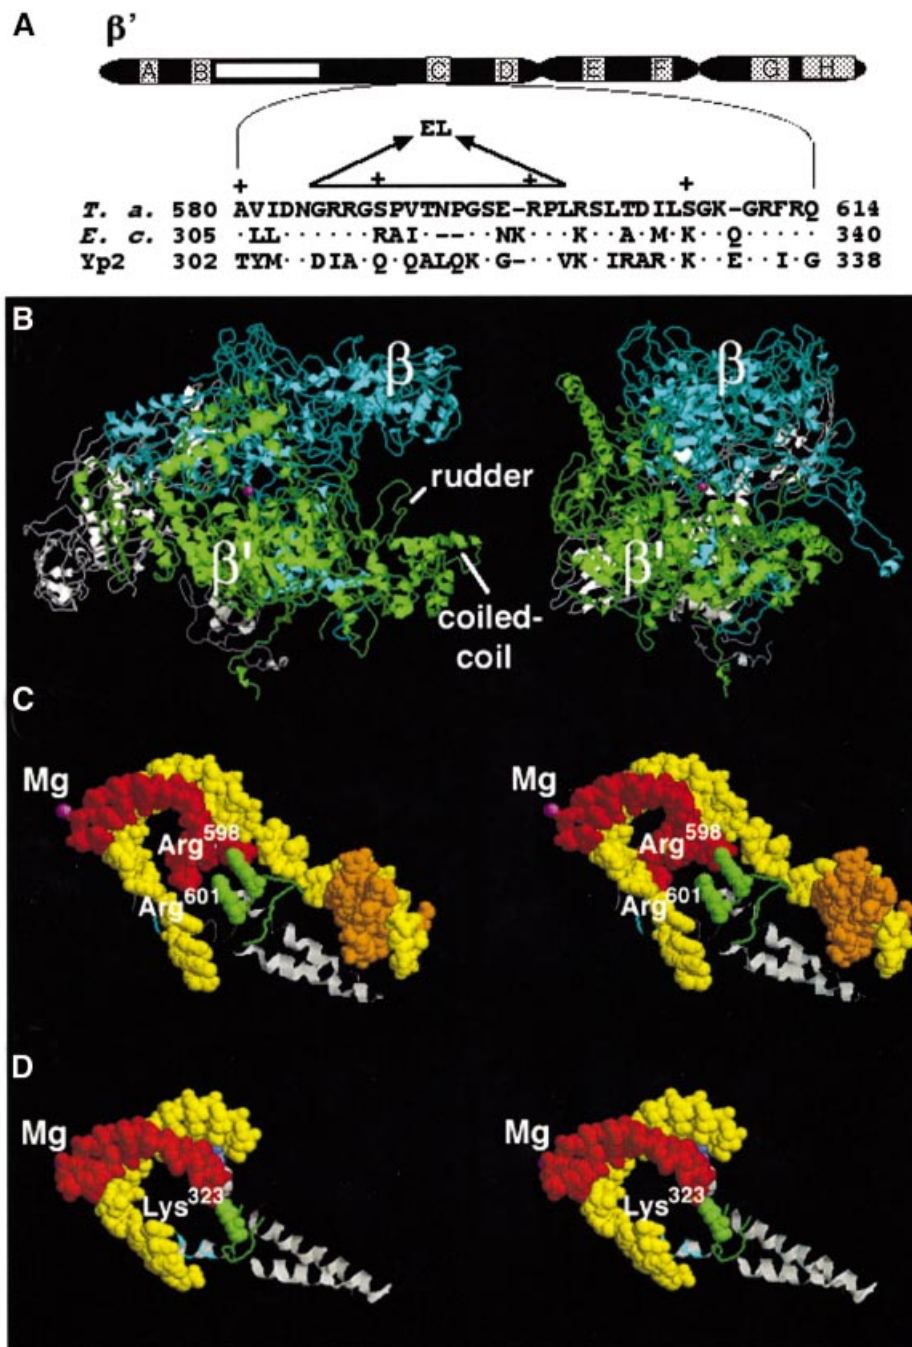 A
β'
A B C D E F G H
EL
+ + + +
T. a. 580 AVIDNGRRGSPVTNPGSE-RPLRSLTDILSGK-GRFRQ 614
E. c. 305 ·LL······RAI·--··NK···K··A·M·K··Q····· 340
Yp2 302 TYM··DIA·Q·QALQK·G-··VK·IRAR·K··E··I·G 338
B
β β
rudder
β' β'
coiled-
coil
C
Mg Mg
Arg598 Arg598
Arg601 Arg601
D
Mg Mg
Lys323 Lys323